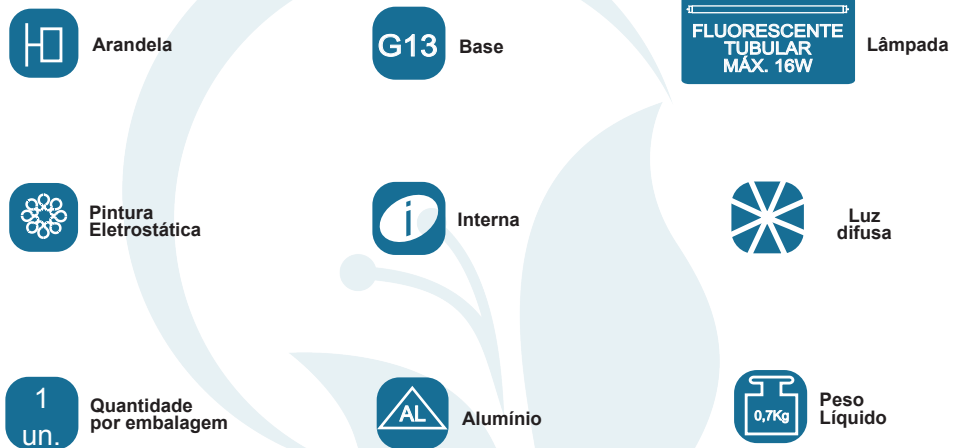 Arandela
G13
Base
FLUORESCENTE
TUBULAR
MÁX. 16W
Lâmpada
Pintura
Eletrostática
i
Interna
Luz
difusa
1
un.
Quantidade
por embalagem
AL
Alumínio
0,7Kg
Peso
Líquido